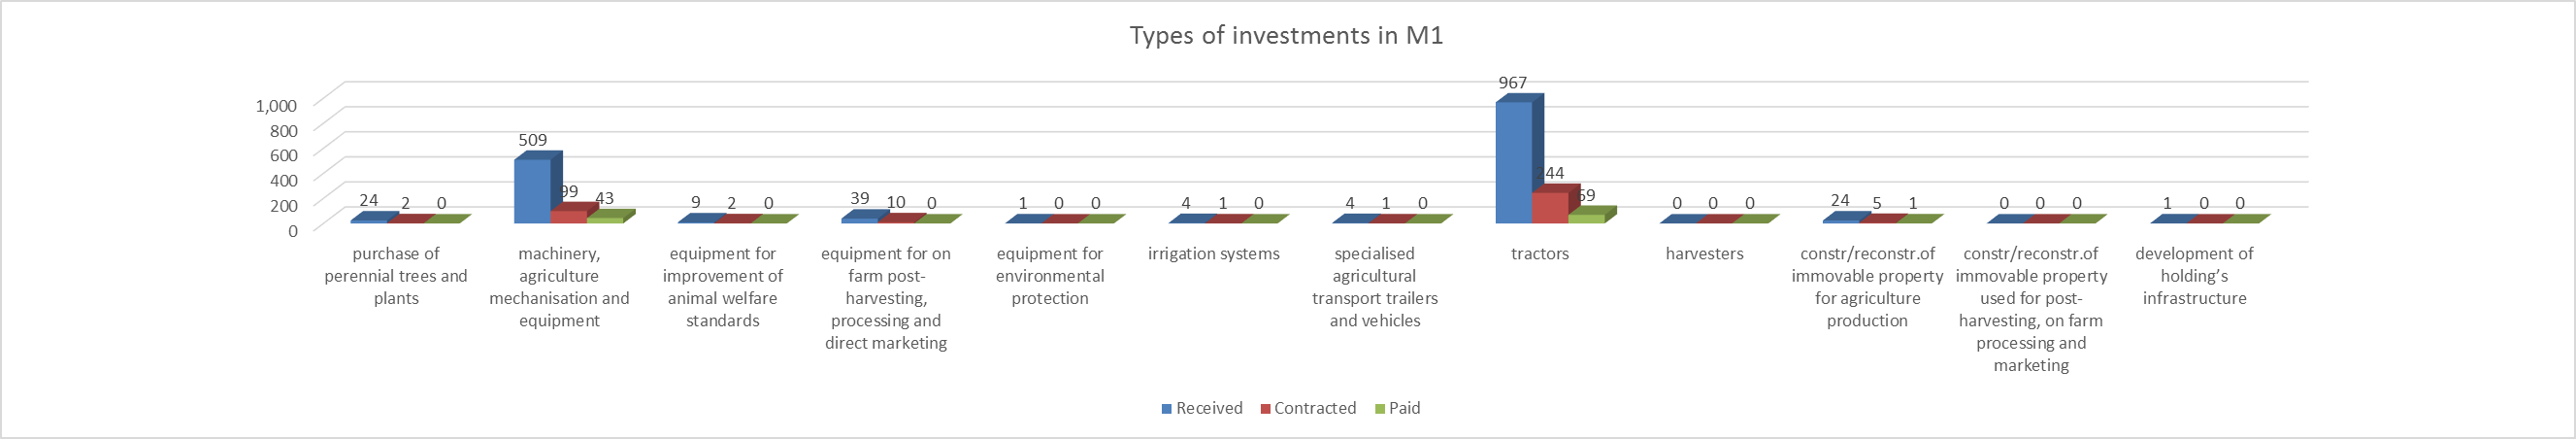 Types of investments in M1
1,000
800
600
400
200
0
24 2 0
509 99 43
9 2 0
39 10 0
1 0 0
4 1 0
4 1 0
967 244 69
0 0 0
24 5 1
0 0 0
1 0 0
purchase of
perennial trees and
plants
machinery,
agriculture
mechanisation and
equipment
equipment for
improvement of
animal welfare
standards
equipment for on
farm post-
harvesting,
processing and
direct marketing
equipment for
environmental
protection
irrigation systems
specialised
agricultural
transport trailers
and vehicles
tractors
harvesters
constr/reconstr.of
immovable property
for agriculture
production
constr/reconstr.of
immovable property
used for post-
harvesting, on farm
processing and
marketing
development of
holding’s
infrastructure
Received Contracted Paid